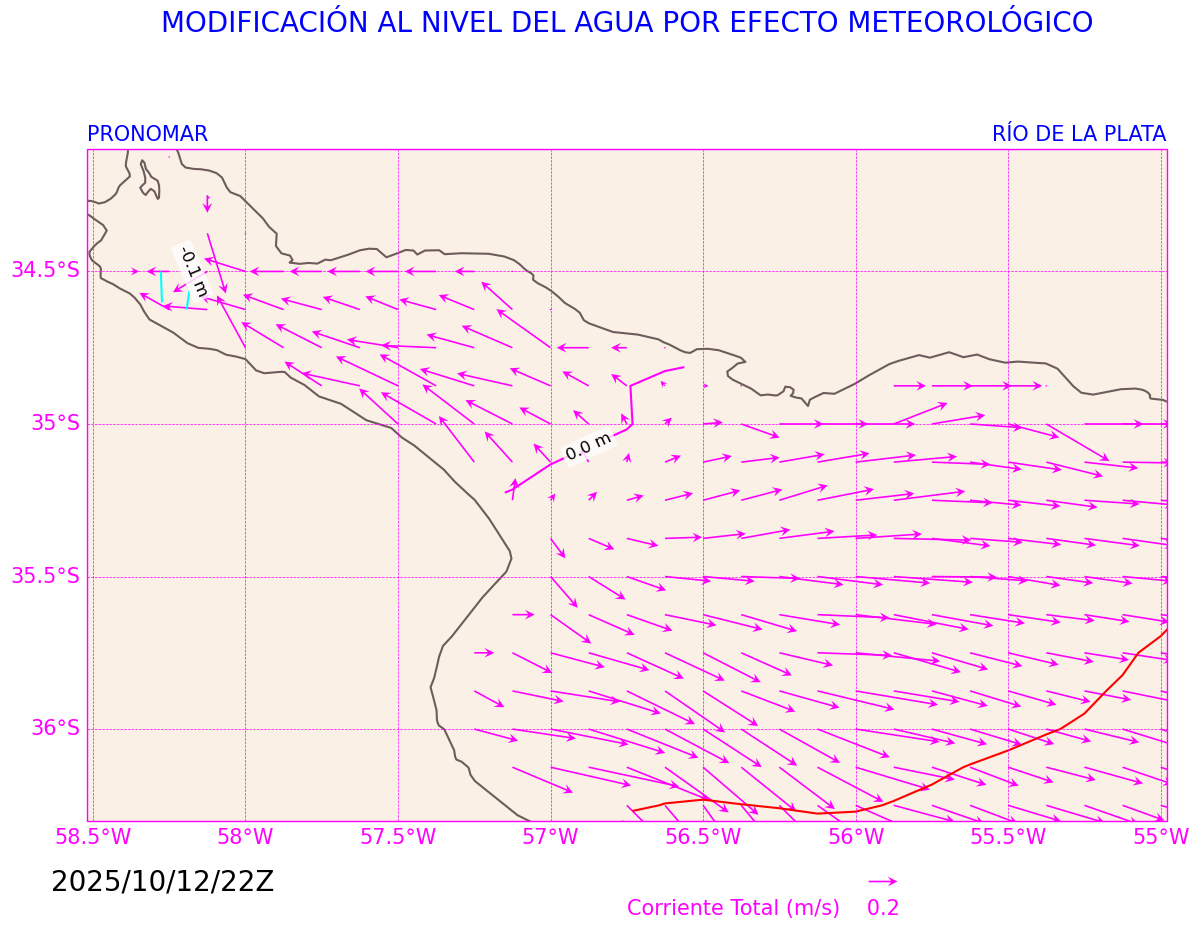 MODIFICACIÓN AL NIVEL DEL AGUA POR EFECTO METEOROLÓGICO
PRONOMAR
RÍO DE LA PLATA
-0.1 m
34.5°S
35°S
0.0 m
35.5°S
36°S
58.5°W 58°W 57.5°W 57°W 56.5°W 56°W 55.5°W 55°W
2025/10/12/22Z
Corriente Total (m/s) 0.2